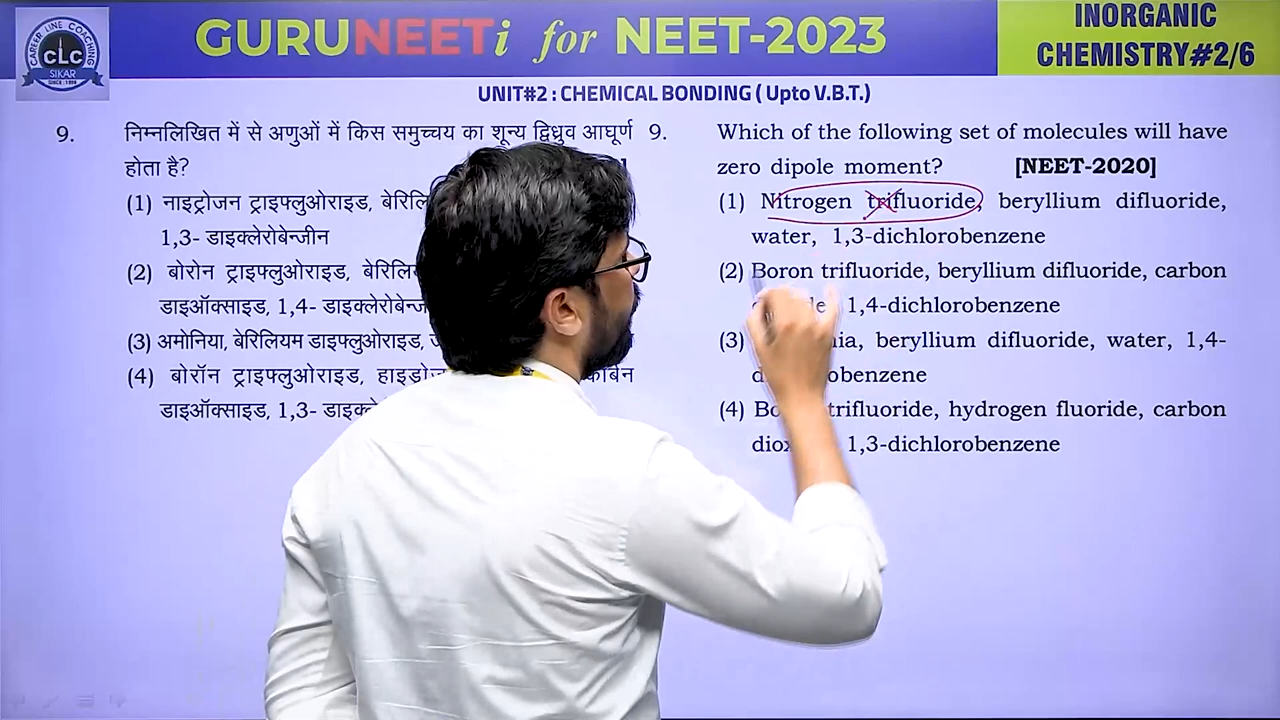 CAREER LINE COACHING
CLC
SIKAR
SINCE : 1996
GURUNEETi for NEET-2023
INORGANIC
CHEMISTRY#2/6
UNIT#2 : CHEMICAL BONDING ( Upto V.B.T.)
9. निम्नलिखित में से अणुओं में किस समुच्चय का शून्य द्विध्रुव आघूर्ण
होता है?
(1) नाइट्रोजन ट्राइफ्लुओराइड,
1,3- डाइक्लेरोबेन्जीन
(2) बोरोन ट्राइफ्लुओराइड,
डाइऑक्साइड, 1,4-
(3) अमोनिया, बेरिलियम डाइफ्लुओराइड,
(4) बोरॉन ट्राइफ्लुओराइड, कार्बन
डाइऑक्साइड, 1,3-
9. Which of the following set of molecules will have
zero dipole moment? [NEET-2020]
(1) Nitrogen trifluoride, beryllium difluoride,
water, 1,3-dichlorobenzene
(2) Boron trifluoride, beryllium difluoride, carbon
1,4-dichlorobenzene
(3) beryllium difluoride, water, 1,4-
(4) trifluoride, hydrogen fluoride, carbon
1,3-dichlorobenzene